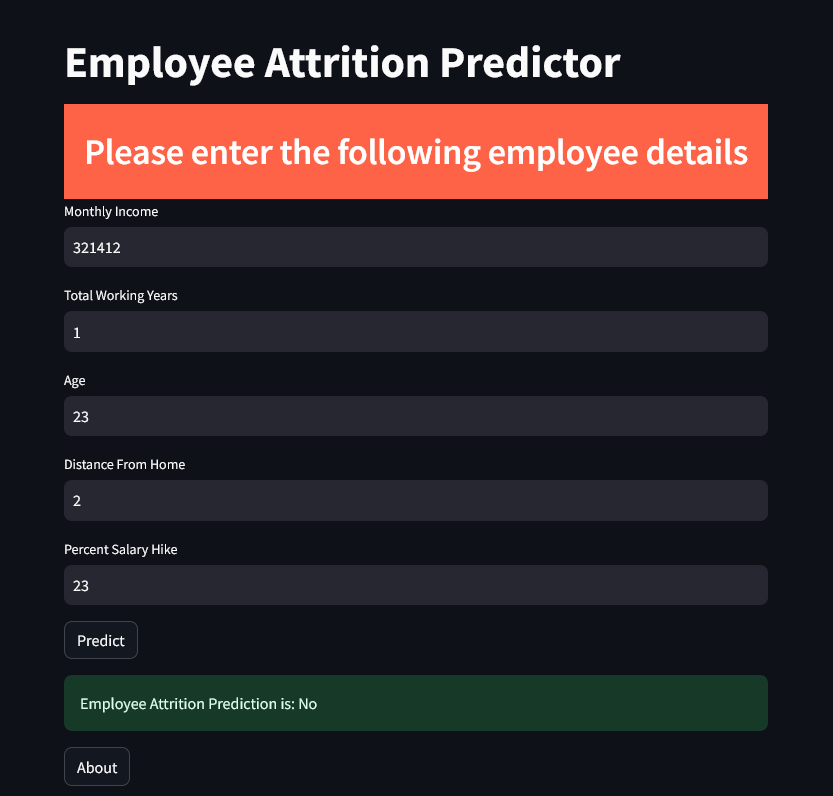 Employee Attrition Predictor
Please enter the following employee details
Monthly Income
321412
Total Working Years
1
Age
23
Distance From Home
2
Percent Salary Hike
23
Predict
Employee Attrition Prediction is: No
About